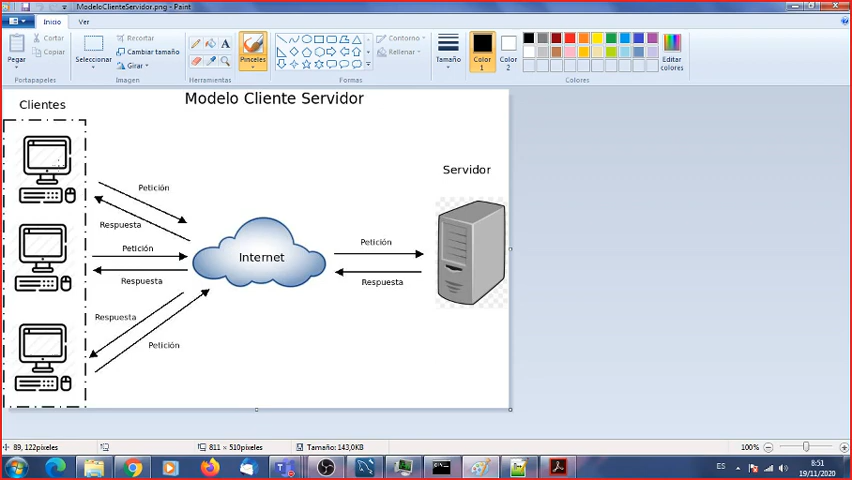 ModeloClienteServidor.png - Paint
Inicio
Ver
Pegar
Cortar
Copiar
Portapapeles
Seleccionar
Recortar
Cambiar tamaño
Girar
Imagen
A
Herramientas
Pinceles
Contorno
Rellenar
Formas
Tamaño
Color 1
Color 2
Editar colores
Colores
Modelo Cliente Servidor
Clientes
Servidor
Petición
Respuesta
Petición
Internet
Petición
Respuesta
Respuesta
Respuesta
Petición
89, 122píxeles
811 × 510píxeles
Tamaño: 143,0KB
100%
ES
8:51
19/11/2020